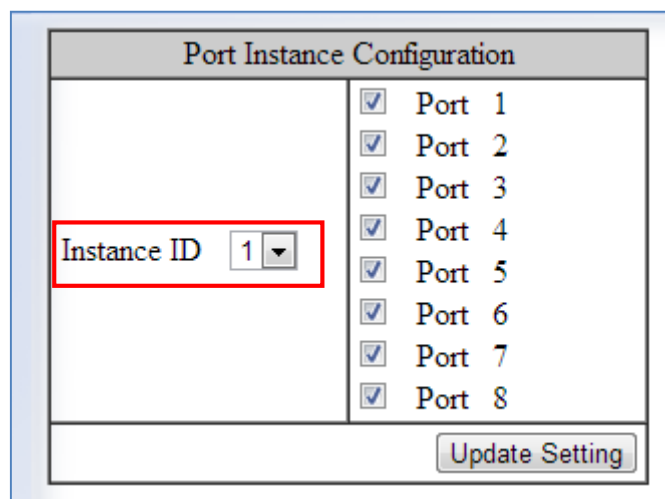 Port Instance Configuration
Instance ID 1
Port 1
Port 2
Port 3
Port 4
Port 5
Port 6
Port 7
Port 8
Update Setting